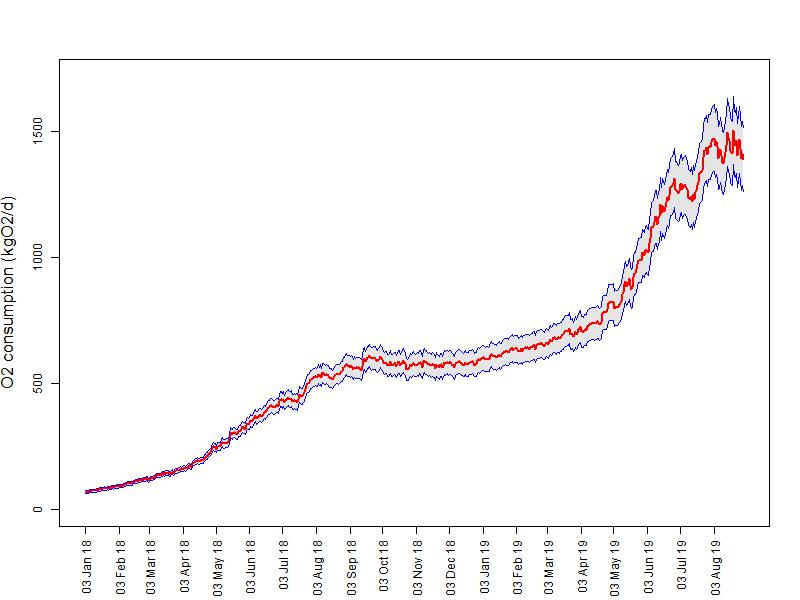 O2 consumption (kgO2/d)
1500
1000
500
0
03 Jan 18
03 Feb 18
03 Mar 18
03 Apr 18
03 May 18
03 Jun 18
03 Jul 18
03 Aug 18
03 Sep 18
03 Oct 18
03 Nov 18
03 Dec 18
03 Jan 19
03 Feb 19
03 Mar 19
03 Apr 19
03 May 19
03 Jun 19
03 Jul 19
03 Aug 19